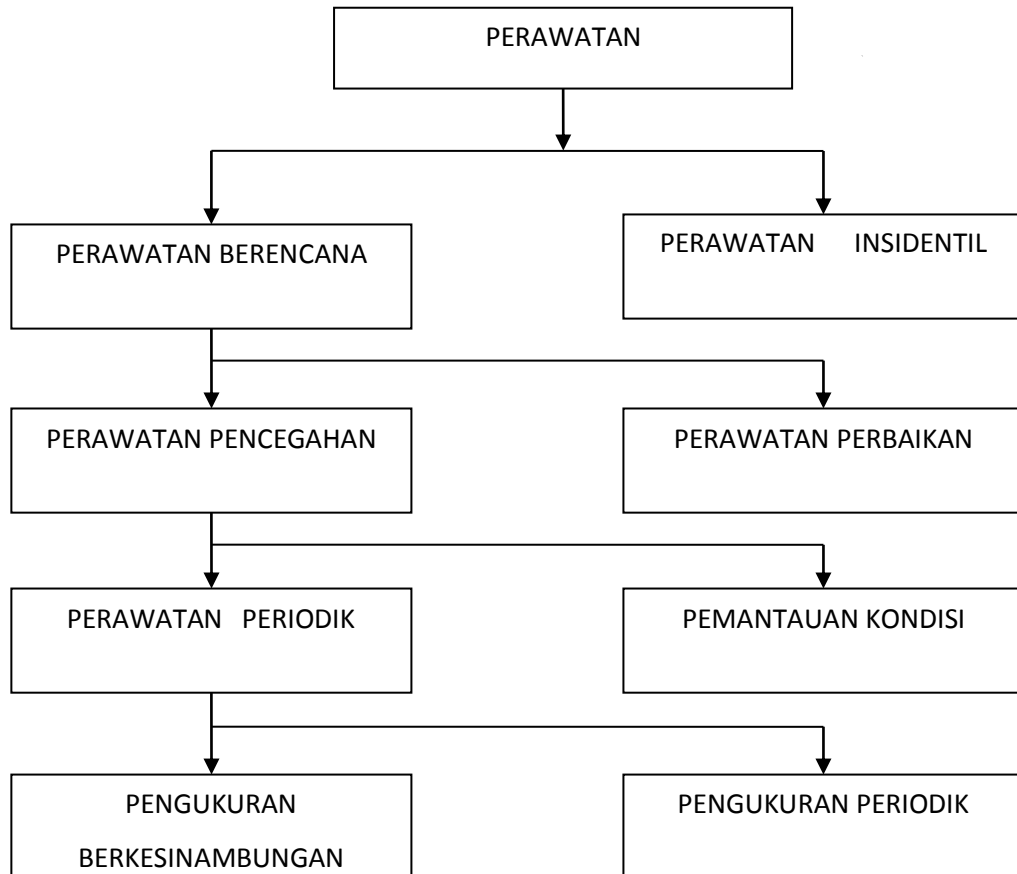 PERAWATAN
PERAWATAN BERENCANA
PERAWATAN INSIDENTIL
PERAWATAN PENCEGAHAN
PERAWATAN PERBAIKAN
PERAWATAN PERIODIK
PEMANTAUAN KONDISI
PENGUKURAN
BERKESINAMBUNGAN
PENGUKURAN PERIODIK